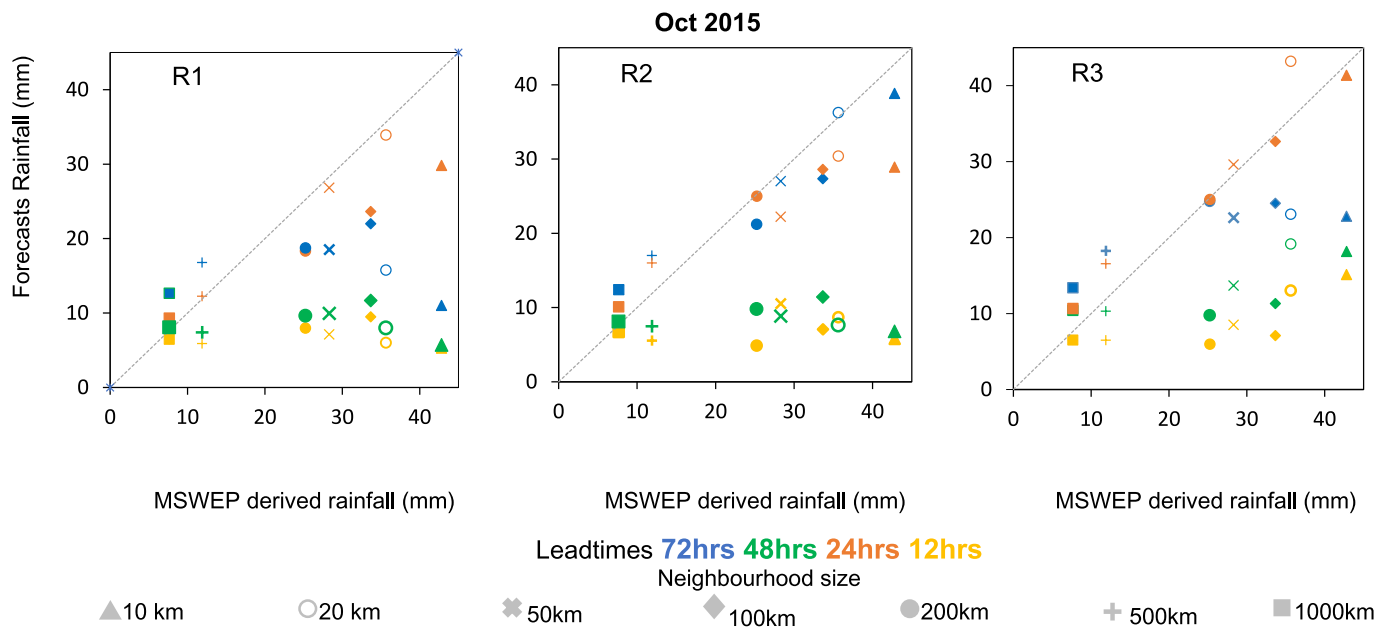 Oct 2015
R1
R2
R3
Forecasts Rainfall (mm)
40
30
20
10
0
0 10 20 30 40
40
30
20
10
0
0 10 20 30 40
40
30
20
10
0
0 10 20 30 40
MSWEP derived rainfall (mm)
MSWEP derived rainfall (mm)
MSWEP derived rainfall (mm)
Leadtimes 72hrs 48hrs 24hrs 12hrs
Neighbourhood size
10 km 20 km 50km 100km 200km 500km 1000km